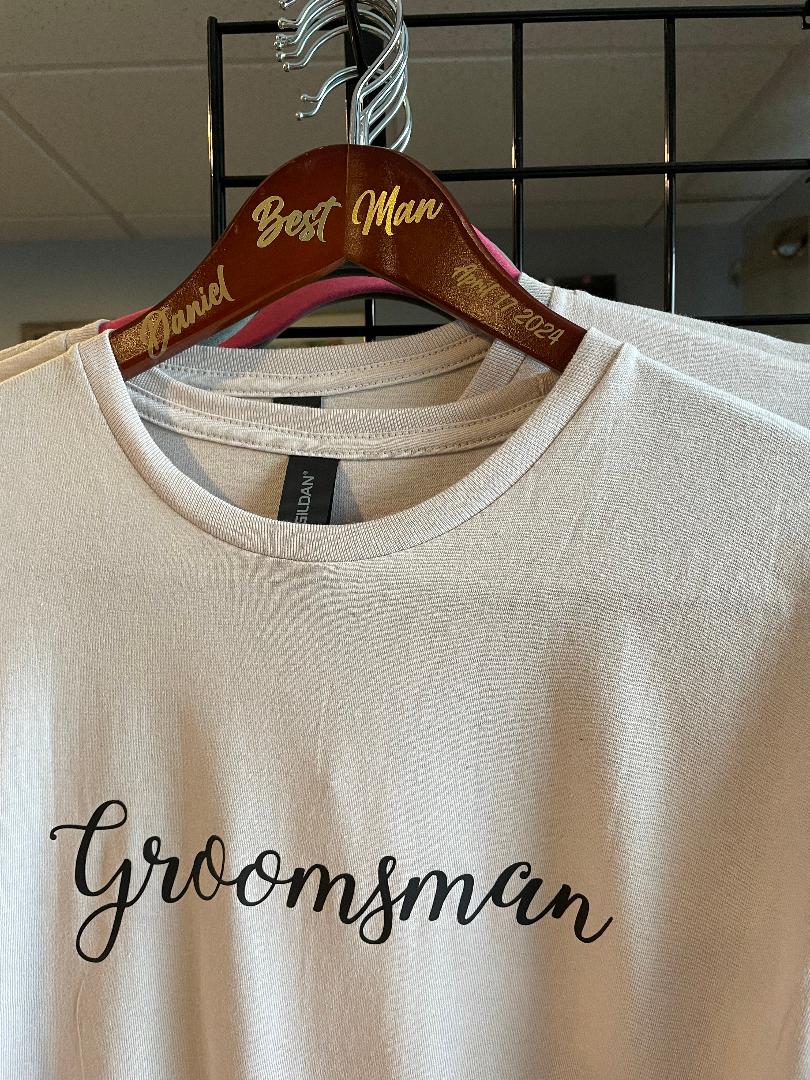 Best Man
Daniel
April 17 2024
GILDAN®
Groomsman